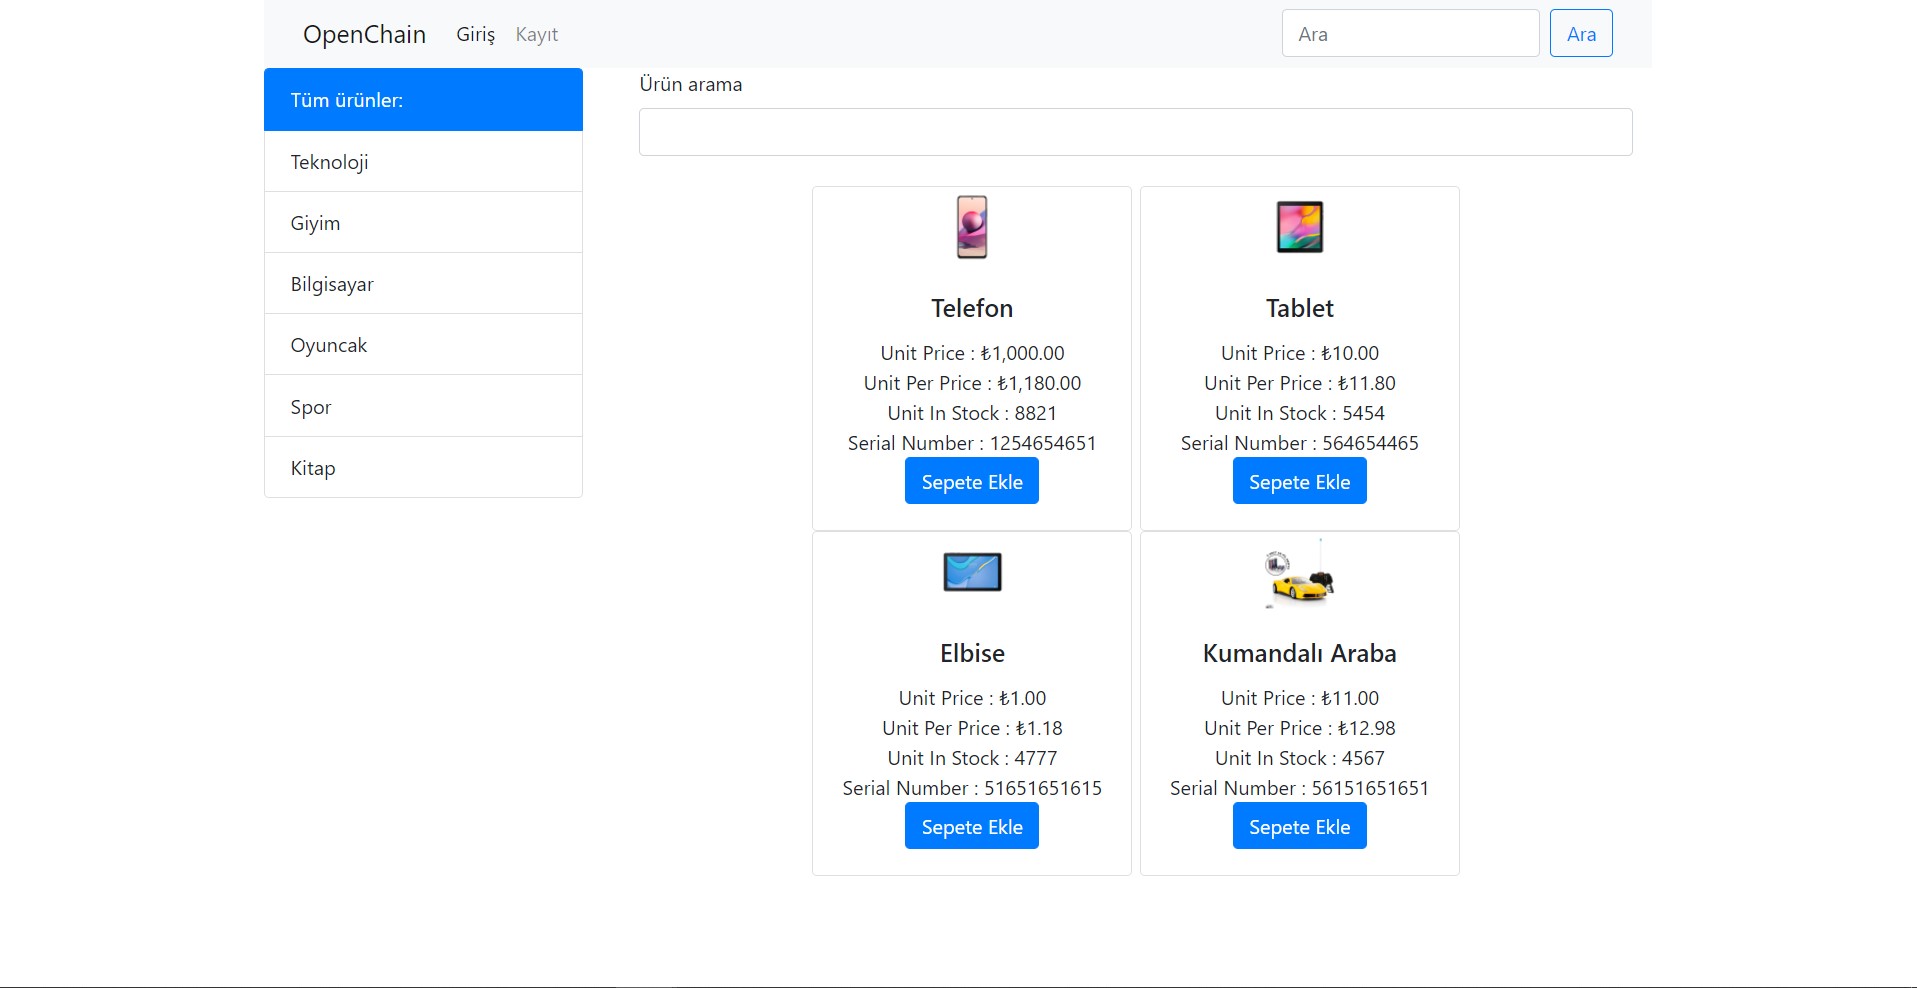 OpenChain Giriş Kayıt Ara Ara
Tüm ürünler:
Teknoloji
Giyim
Bilgisayar
Oyuncak
Spor
Kitap
Ürün arama
Telefon
Unit Price : ₺1,000.00
Unit Per Price : ₺1,180.00
Unit In Stock : 8821
Serial Number : 1254654651
Sepete Ekle
Tablet
Unit Price : ₺10.00
Unit Per Price : ₺11.80
Unit In Stock : 5454
Serial Number : 564654465
Sepete Ekle
Elbise
Unit Price : ₺1.00
Unit Per Price : ₺1.18
Unit In Stock : 4777
Serial Number : 51651651615
Sepete Ekle
Kumandalı Araba
Unit Price : ₺11.00
Unit Per Price : ₺12.98
Unit In Stock : 4567
Serial Number : 56151651651
Sepete Ekle